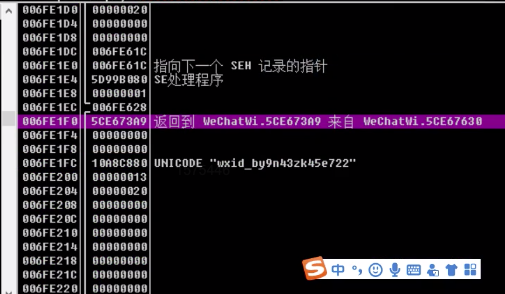 006FE1D0 00000020
006FE1D4 00000000
006FE1D8 00000000
006FE1DC 006FE61C
006FE1E0 006FE61C 指向下一个 SEH 记录的指针
006FE1E4 5D99B080 SE处理程序
006FE1E8 00000001
006FE1EC 006FE628
006FE1F0 5CE673A9 返回到 WeChatWi.5CE673A9 来自 WeChatWi.5CE67630
006FE1F4 00000000
006FE1F8 00000000
006FE1FC 10A8C880 UNICODE "wxid_by9n43zk45e722"
006FE200 00000013
006FE204 00000020
006FE208 00000000
006FE20C 00000000
006FE210 00000000
006FE214 00000000
006FE218 00000000
006FE21C 00000000
006FE220 00000000
S 中